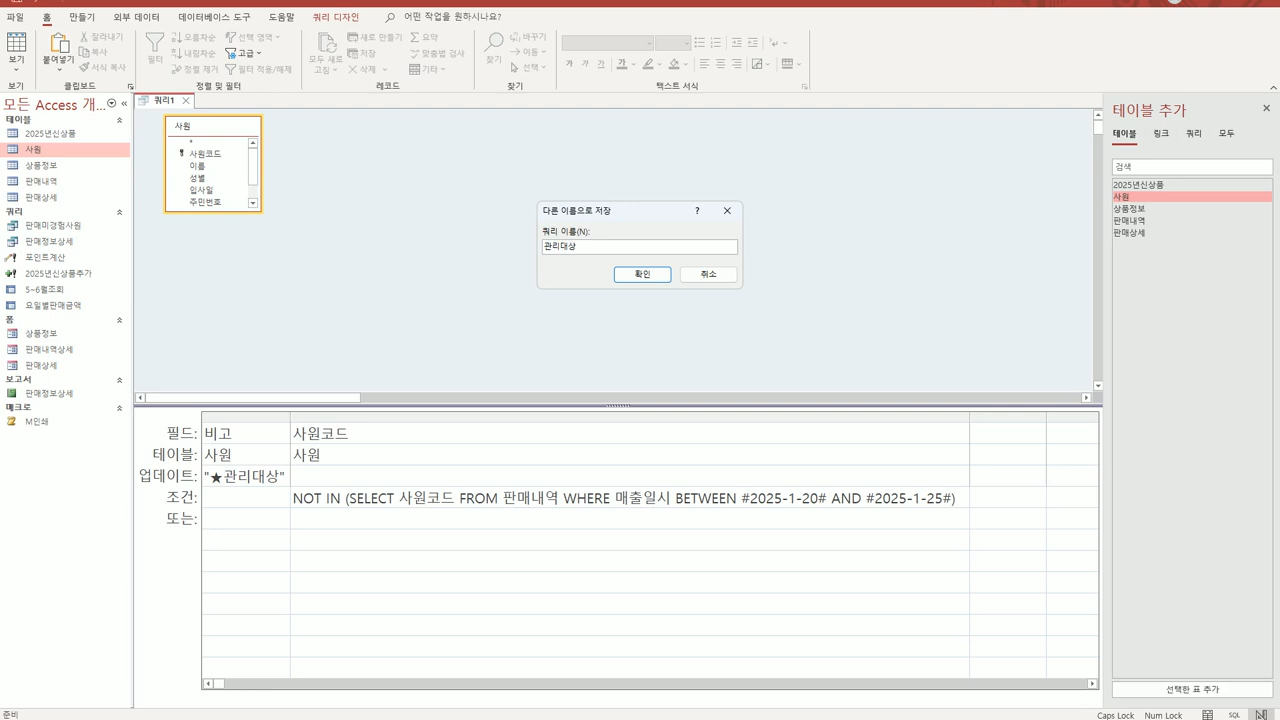 파일 홈 만들기 외부 데이터 데이터베이스 도구 도움말 쿼리 디자인 어떤 작업을 원하시나요?
보기
붙여넣기
잘라내기
복사
서식 복사
필터
오름차순
내림차순
정렬 제거
선택 영역
고급
필터 적용/해제
모두 새로 고침
새로 만들기
저장
삭제
요약
맞춤법 검사
기타
찾기
바꾸기
이동
선택
가 가 가
보기 클립보드 정렬 및 필터 레코드 찾기 텍스트 서식
모든 Access 개...
테이블
2025년신상품
사원
상품정보
판매내역
판매상세
쿼리
판매미경험사원
판매정보상세
포인트계산
2025년신상품추가
5~6월조회
요일별판매금액
폼
상품정보
판매내역상세
판매상세
보고서
판매정보상세
매크로
M인쇄
쿼리1
사원
*
사원코드
이름
성별
입사일
주민번호
다른 이름으로 저장 ?
쿼리 이름(N):
관리대상
확인 취소
필드: 비고 사원코드
테이블: 사원 사원
업데이트: "★관리대상"
조건: NOT IN (SELECT 사원코드 FROM 판매내역 WHERE 매출일시 BETWEEN #2025-1-20# AND #2025-1-25#)
또는:
테이블 추가
테이블 링크 쿼리 모두
검색
2025년신상품
사원
상품정보
판매내역
판매상세
선택한 표 추가
준비 Caps Lock Num Lock SQL